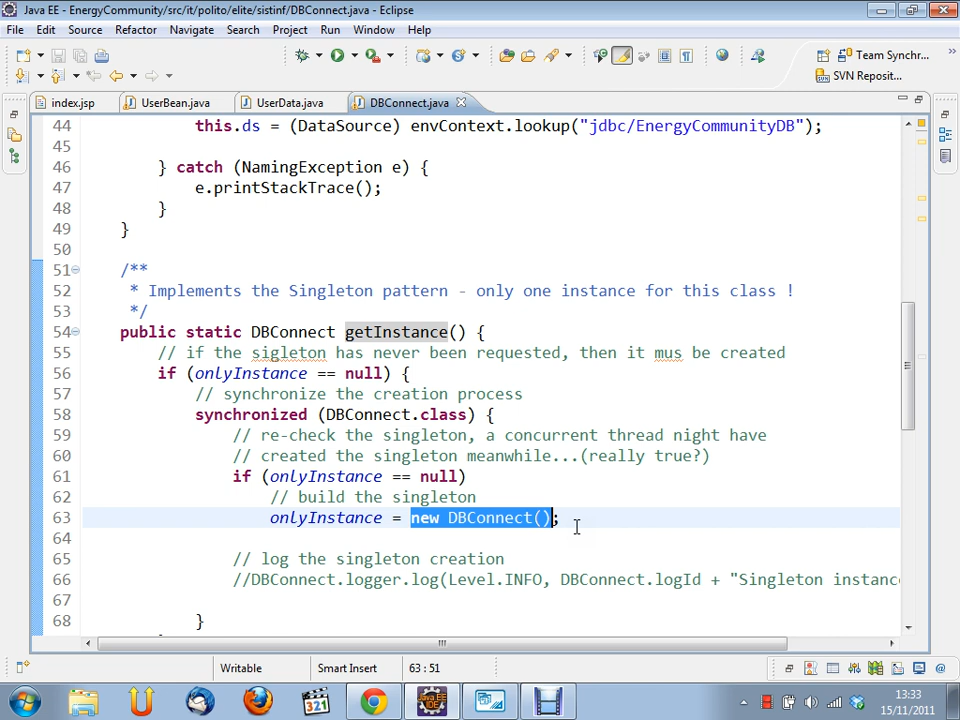 Java EE - EnergyCommunity/src/it/polito/elite/sistinf/DBConnect.java - Eclipse
File Edit Source Refactor Navigate Search Project Run Window Help
Team Synchr...
SVN Reposit...
index.jsp UserBean.java UserData.java DBConnect.java
44 this.ds = (DataSource) envContext.lookup("jdbc/EnergyCommunityDB");
45
46 } catch (NamingException e) {
47 e.printStackTrace();
48 }
49 }
50
51 /**
52 * Implements the Singleton pattern - only one instance for this class !
53 */
54 public static DBConnect getInstance() {
55 // if the sigleton has never been requested, then it mus be created
56 if (onlyInstance == null) {
57 // synchronize the creation process
58 synchronized (DBConnect.class) {
59 // re-check the singleton, a concurrent thread night have
60 // created the singleton meanwhile...(really true?)
61 if (onlyInstance == null)
62 // build the singleton
63 onlyInstance = new DBConnect();
64
65 // log the singleton creation
66 //DBConnect.logger.log(Level.INFO, DBConnect.logId + "Singleton instance
67
68 }
Writable Smart Insert 63 : 51
321
Java EE IDE
13:33
15/11/2011